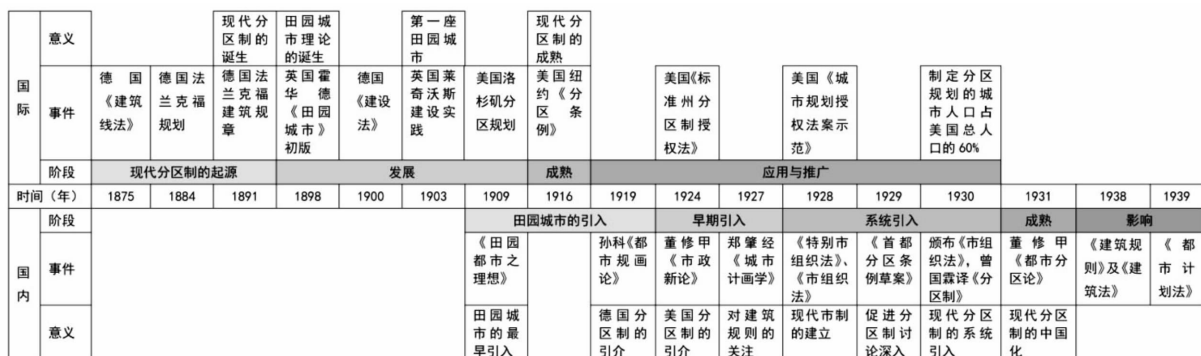 国际
意义
现代分区制的诞生
田园城市理论的诞生
第一座田园城市
现代分区制的成熟
事件
德国《建筑线法》
德国法兰克福规划
德国法兰克福建筑规章
英国霍华德《田园城市》初版
德国《建设法》
英国莱奇沃斯建设实践
美国洛杉矶分区规划
美国纽约《分区条例》
美国《标准州分区制授权法》
美国《城市规划授权法案示范》
制定分区规划的城市人口占美国总人口的60%
阶段
现代分区制的起源
发展
成熟
应用与推广
时间（年）
1875
1884
1891
1898
1900
1903
1909
1916
1919
1924
1927
1928
1929
1930
1931
1938
1939
国内
阶段
田园城市的引入
早期引入
系统引入
成熟
影响
事件
《田园都市之理想》
孙科《都市规画论》
董修甲《市政新论》
郑肇经《城市计画学》
《特别市组织法》、《市组织法》
《首都分区条例草案》
颁布《市组织法》，曾国霖译《分区制》
董修甲《都市分区论》
《建筑规则》及《建筑法》
《都市计划法》
意义
田园城市的最早引入
德国分区制的引介
美国分区制的引介
对建筑规则的关注
现代市制的建立
促进分区制讨论深入
现代分区制的系统引入
现代分区制的中国化